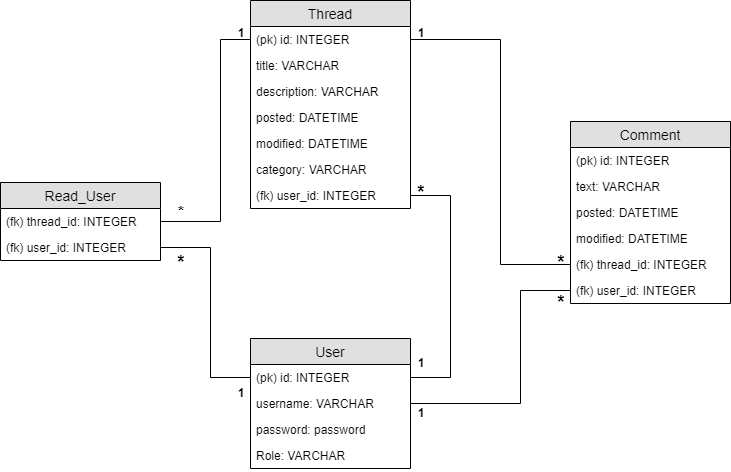 Thread
(pk) id: INTEGER
title: VARCHAR
description: VARCHAR
posted: DATETIME
modified: DATETIME
category: VARCHAR
(fk) user_id: INTEGER
1
1
*
*
Comment
(pk) id: INTEGER
text: VARCHAR
posted: DATETIME
modified: DATETIME
(fk) thread_id: INTEGER
(fk) user_id: INTEGER
*
*
Read_User
(fk) thread_id: INTEGER
(fk) user_id: INTEGER
*
User
(pk) id: INTEGER
username: VARCHAR
password: password
Role: VARCHAR
1
1
1